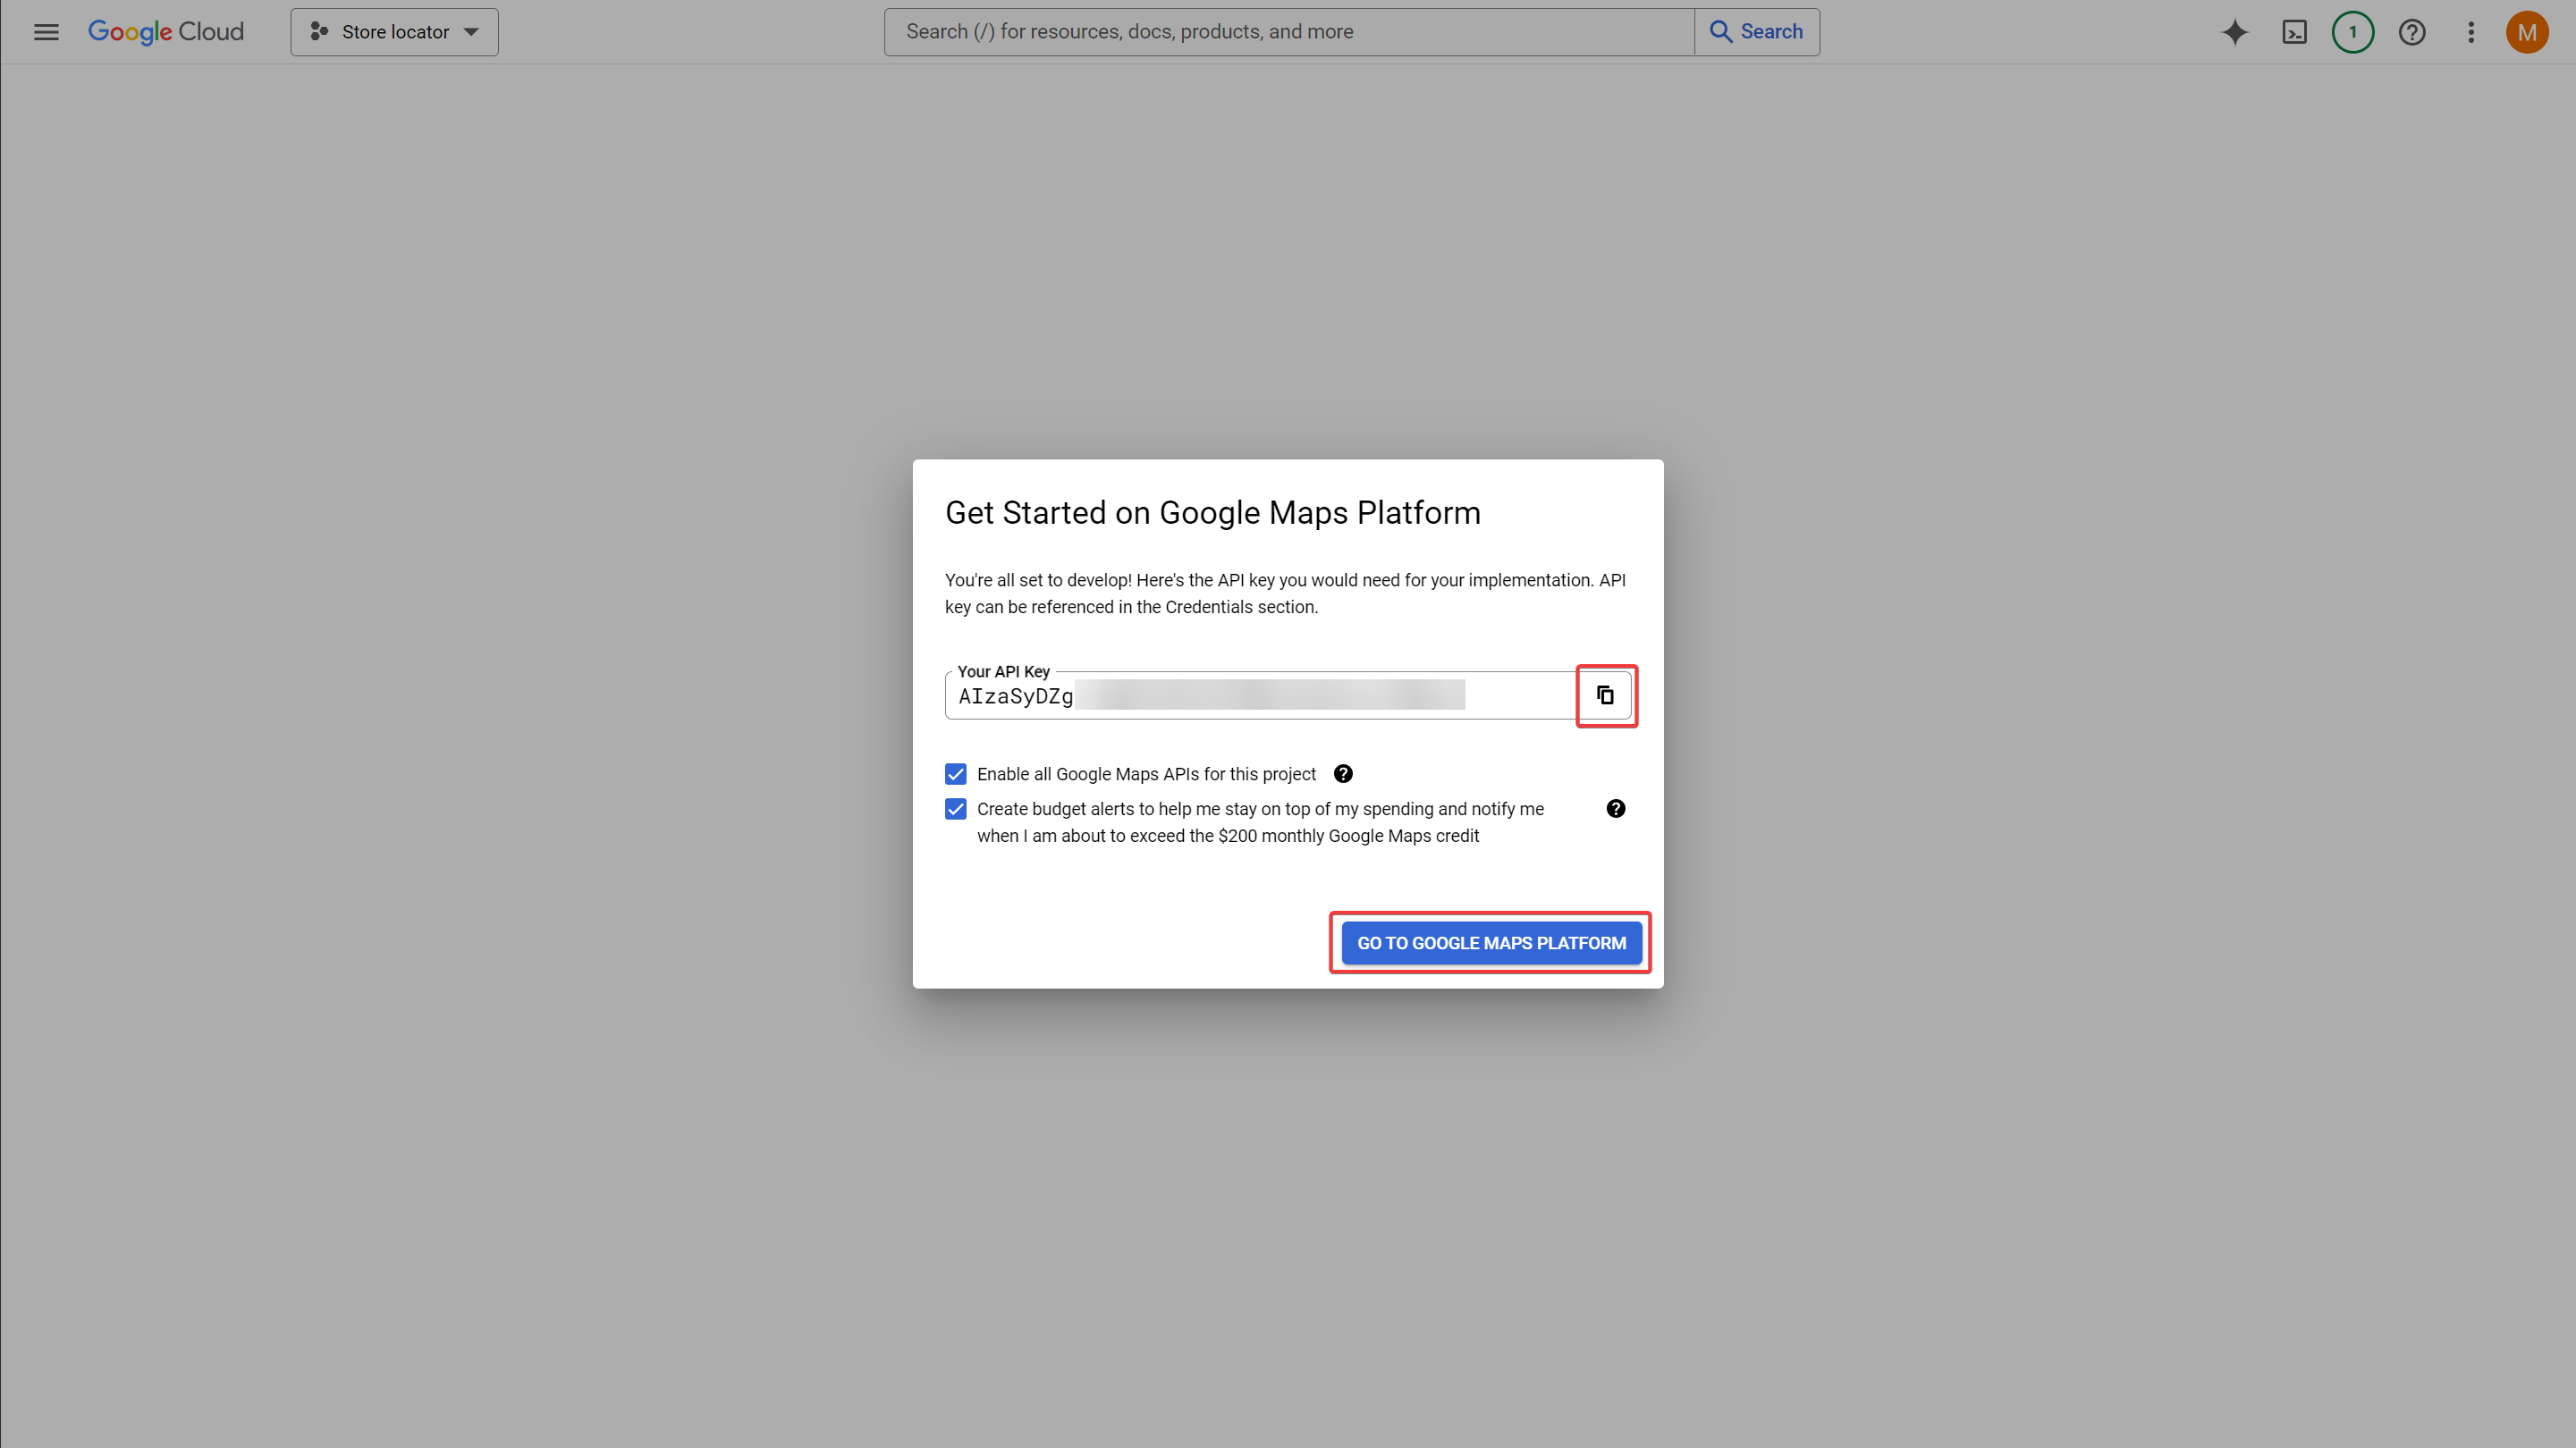 Google Cloud
Store locator
Search (/) for resources, docs, products, and more
Search
1
M
Get Started on Google Maps Platform
You're all set to develop! Here's the API key you would need for your implementation. API
key can be referenced in the Credentials section.
Your API Key
AIzaSyDZg
Enable all Google Maps APIs for this project
Create budget alerts to help me stay on top of my spending and notify me
when I am about to exceed the $200 monthly Google Maps credit
GO TO GOOGLE MAPS PLATFORM